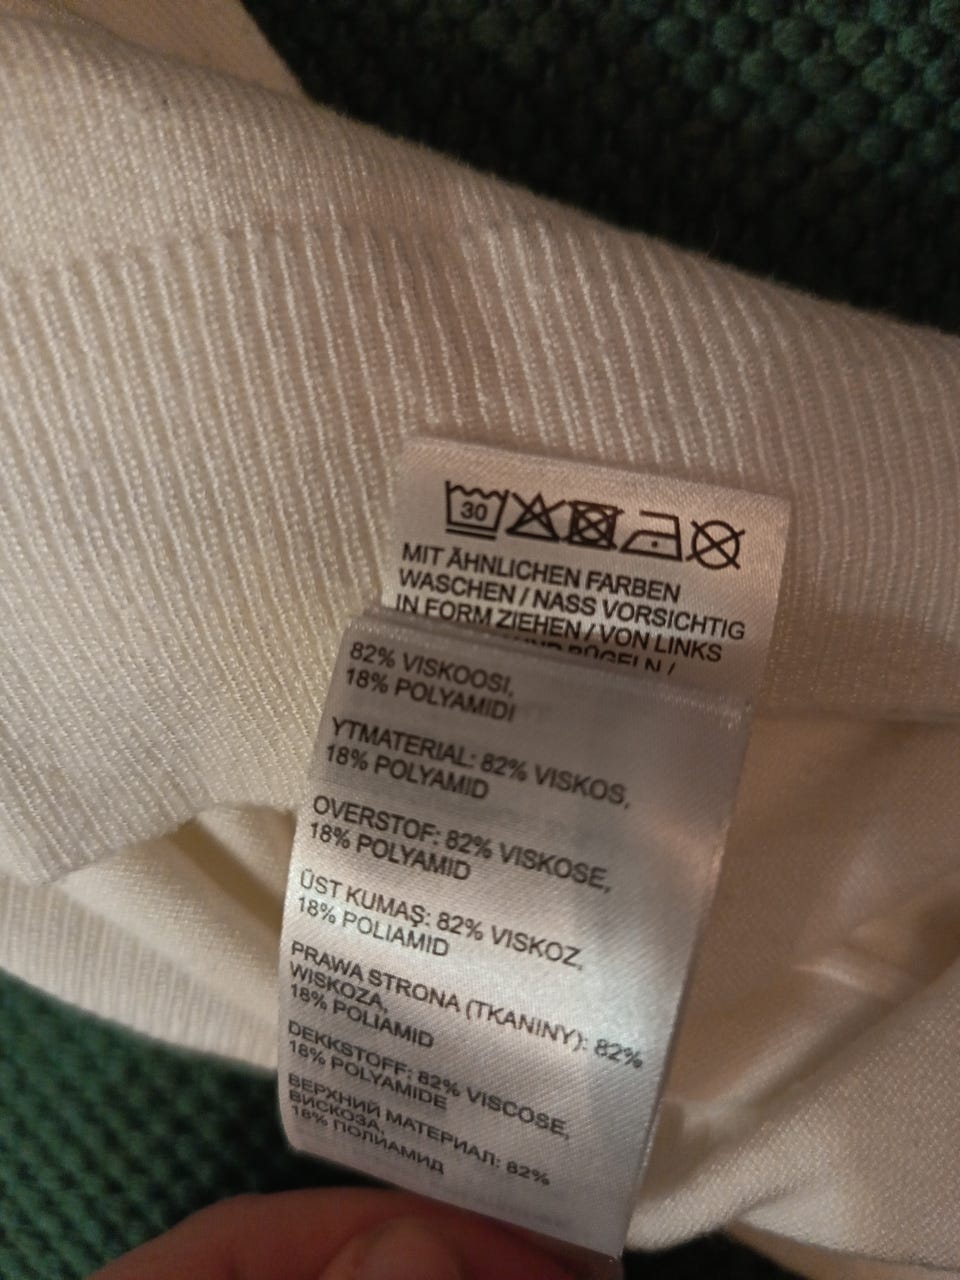 30
MIT ÄHNLICHEN FARBEN
WASCHEN / NASS VORSICHTIG
IN FORM ZIEHEN / VON LINKS
UND BÜGELN /
82% VISKOOSI,
18% POLYAMIDI
YTMATERIAL: 82% VISKOS,
18% POLYAMID
OVERSTOF: 82% VISKOSE,
18% POLYAMID
ÜST KUMAŞ: 82% VISKOZ,
18% POLIAMID
PRAWA STRONA (TKANINY): 82%
WISKOZA,
18% POLIAMID
DEKKSTOFF: 82% VISCOSE,
18% POLYAMIDE
ВЕРХНИЙ МАТЕРИАЛ: 82%
ВИСКОЗА,
18% ПОЛИАМИД